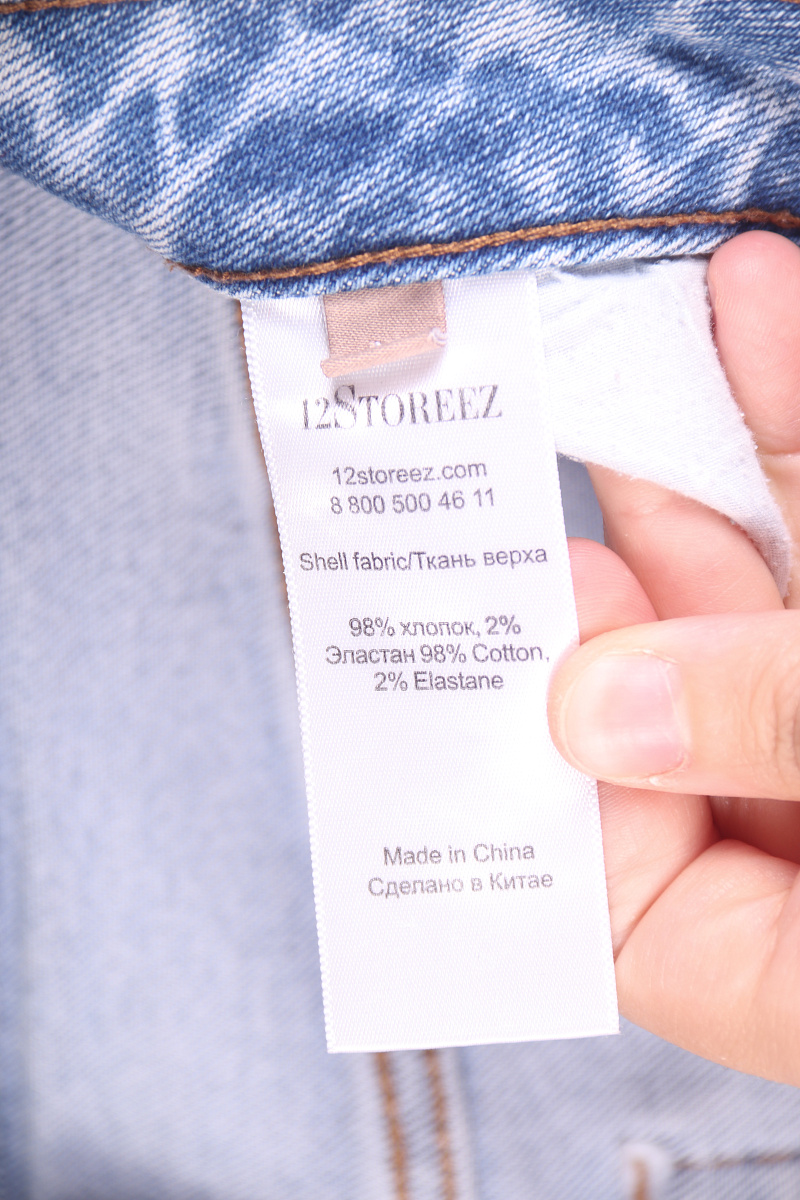 12STOREEZ
12storeez.com
8 800 500 46 11
Shell fabric/Ткань верха
98% хлопок, 2%
Эластан 98% Cotton,
2% Elastane
Made in China
Сделано в Китае